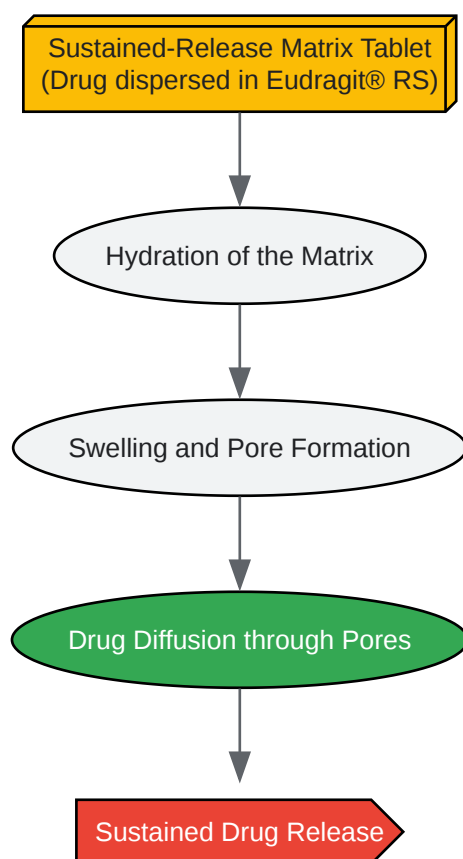 Sustained-Release Matrix Tablet
(Drug dispersed in Eudragit® RS)
Hydration of the Matrix
Swelling and Pore Formation
Drug Diffusion through Pores
Sustained Drug Release